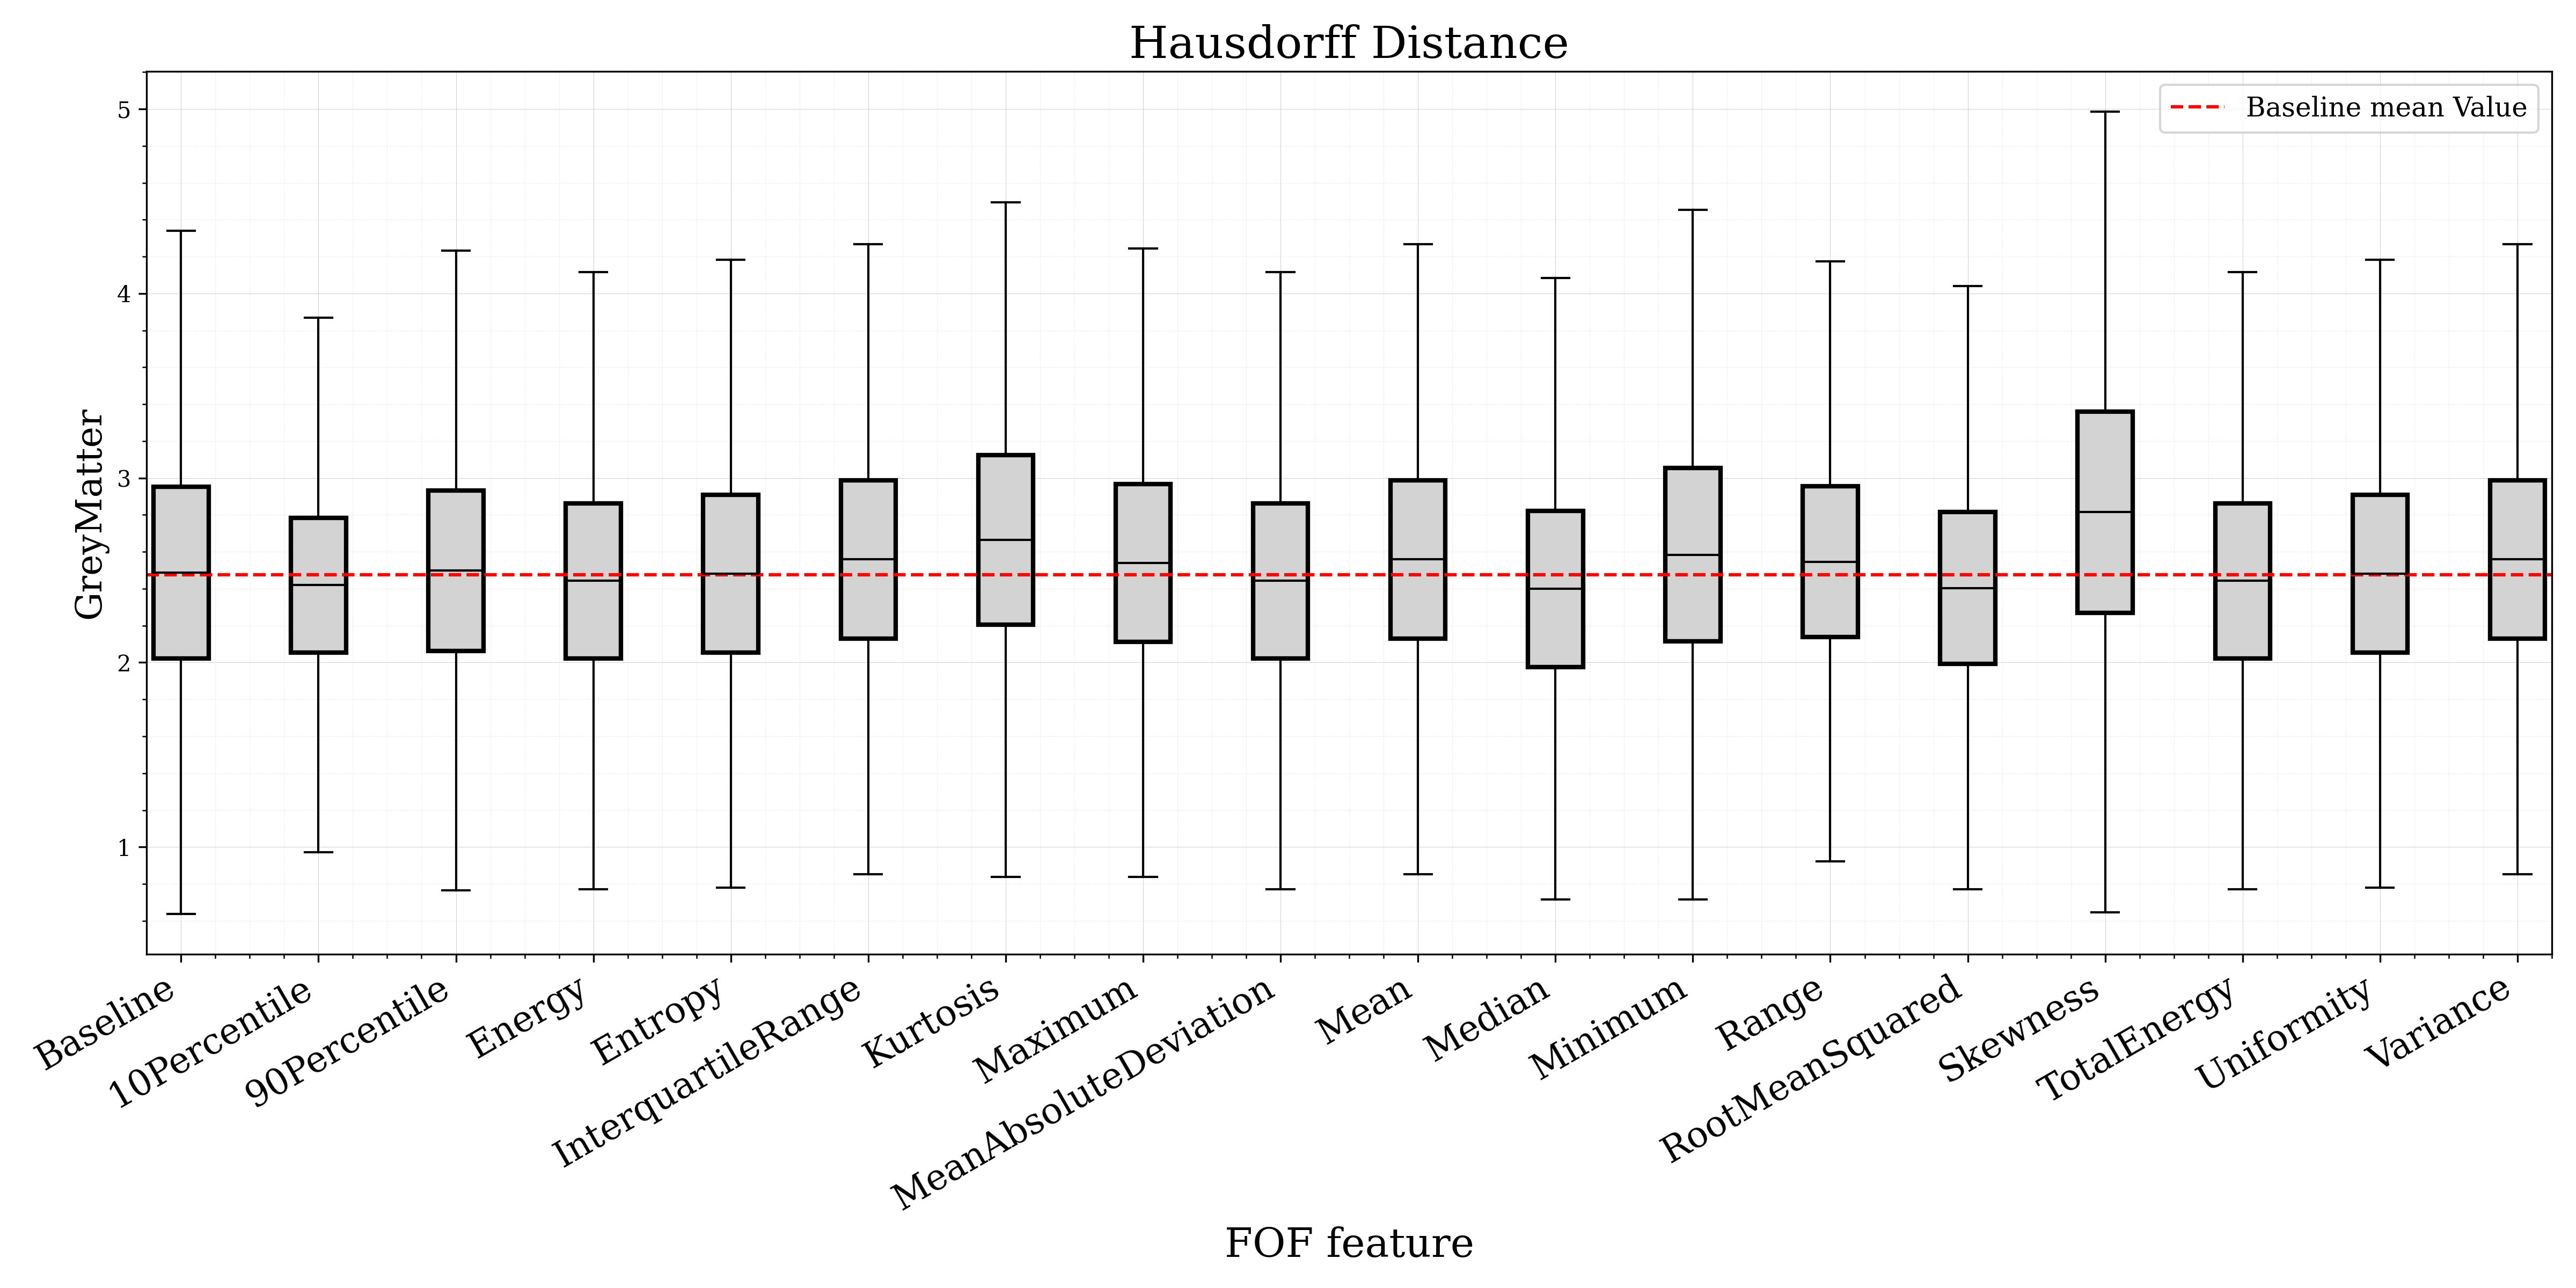 Hausdorff Distance
Baseline mean Value
GreyMatter
5
4
3
2
1
Baseline
10Percentile
90Percentile
Energy
Entropy
InterquartileRange
Kurtosis
Maximum
MeanAbsoluteDeviation
Mean
Median
Minimum
Range
RootMeanSquared
Skewness
TotalEnergy
Uniformity
Variance
FOF feature